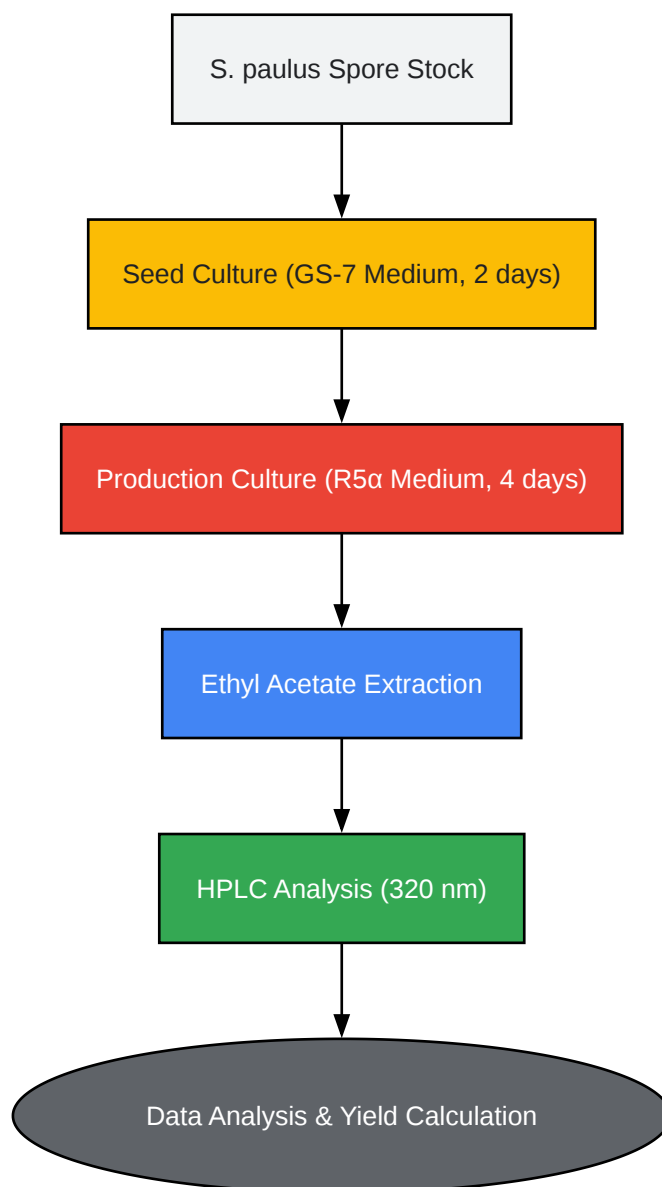 S. paulus Spore Stock
Seed Culture (GS-7 Medium, 2 days)
Production Culture (R5α Medium, 4 days)
Ethyl Acetate Extraction
HPLC Analysis (320 nm)
Data Analysis & Yield Calculation